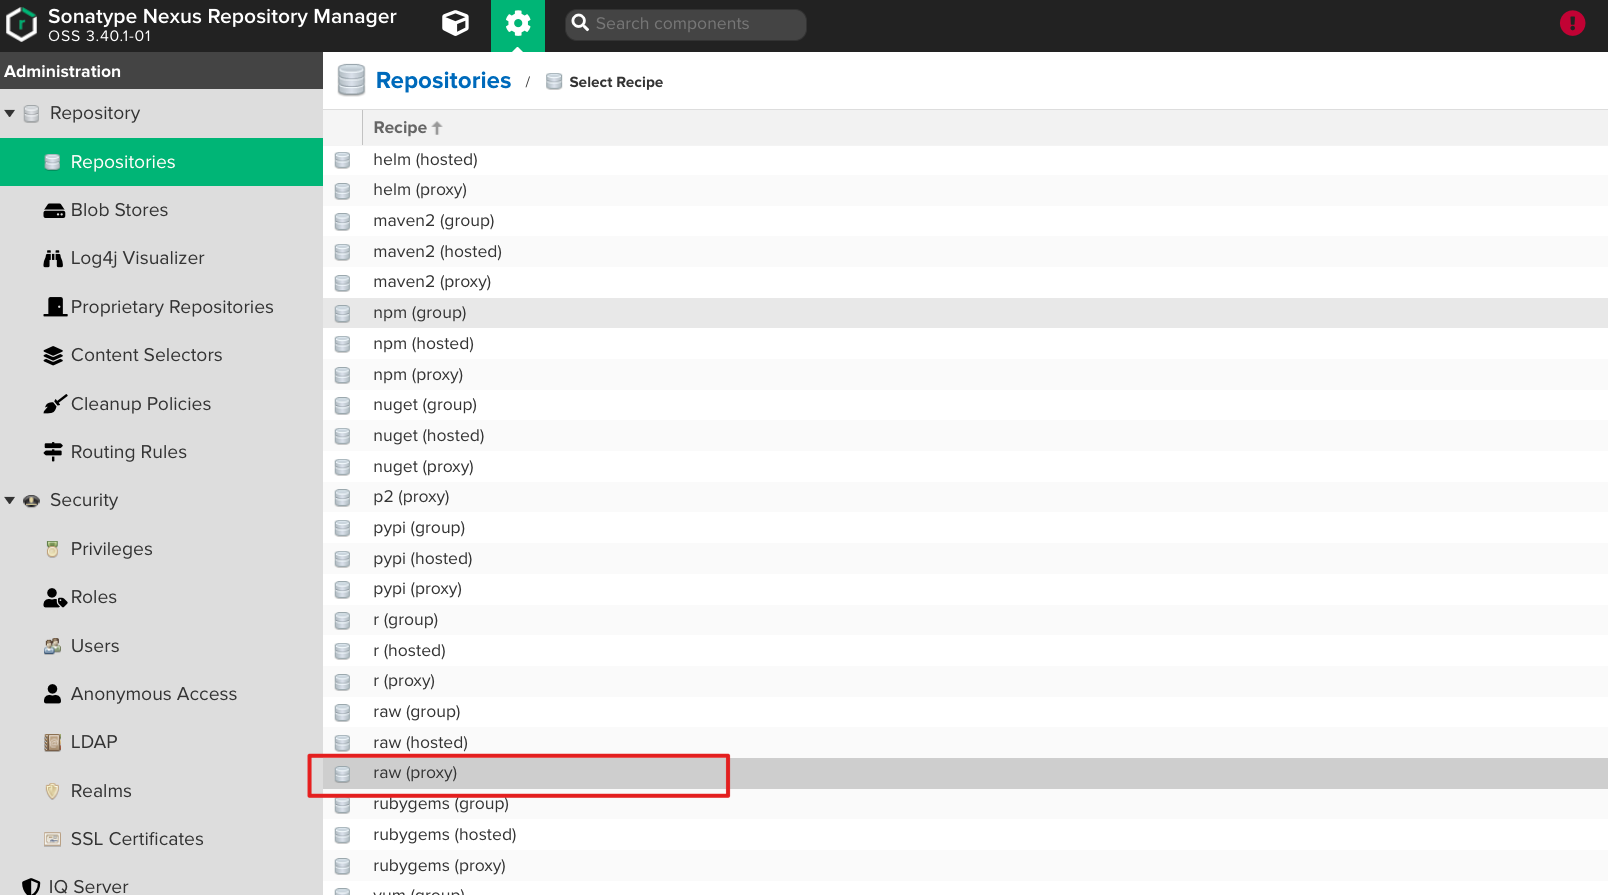 Sonatype Nexus Repository Manager
OSS 3.40.1-01
Search components
Administration
Repository
Repositories
Blob Stores
Log4j Visualizer
Proprietary Repositories
Content Selectors
Cleanup Policies
Routing Rules
Security
Privileges
Roles
Users
Anonymous Access
LDAP
Realms
SSL Certificates
IQ Server
Repositories / Select Recipe
Recipe
helm (hosted)
helm (proxy)
maven2 (group)
maven2 (hosted)
maven2 (proxy)
npm (group)
npm (hosted)
npm (proxy)
nuget (group)
nuget (hosted)
nuget (proxy)
p2 (proxy)
pypi (group)
pypi (hosted)
pypi (proxy)
r (group)
r (hosted)
r (proxy)
raw (group)
raw (hosted)
raw (proxy)
rubygems (group)
rubygems (hosted)
rubygems (proxy)
yum (group)